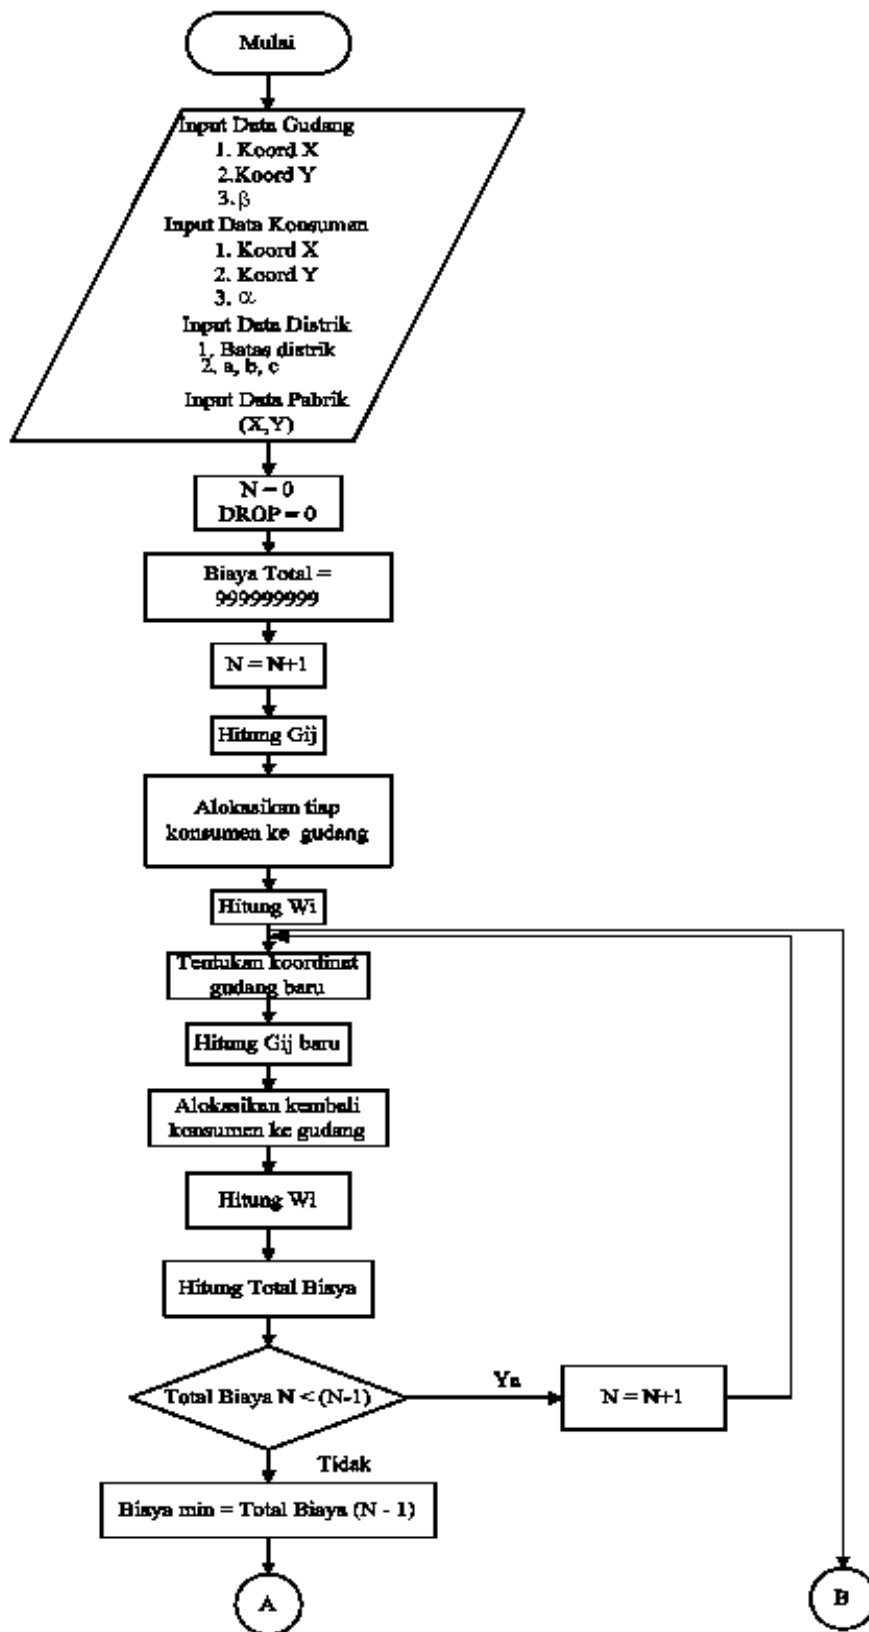 Mulai
Input Data Gudang
1. Koord X
2.Koord Y
3. β
Input Data Konsumen
1. Koord X
2. Koord Y
3. α
Input Data Distrik
1. Batas distrik
2. a, b, c
Input Data Pabrik
(X,Y)
N = 0
DROP = 0
Biaya Total =
999999999
N = N+1
Hitung Gij
Alokasikan tiap
konsumen ke gudang
Hitung Wi
Tentukan koordinat
gudang baru
Hitung Gij baru
Alokasikan kembali
konsumen ke gudang
Hitung Wi
Hitung Total Biaya
Total Biaya N < (N-1)
Ya
N = N+1
Tidak
Biaya min = Total Biaya (N - 1)
A
B